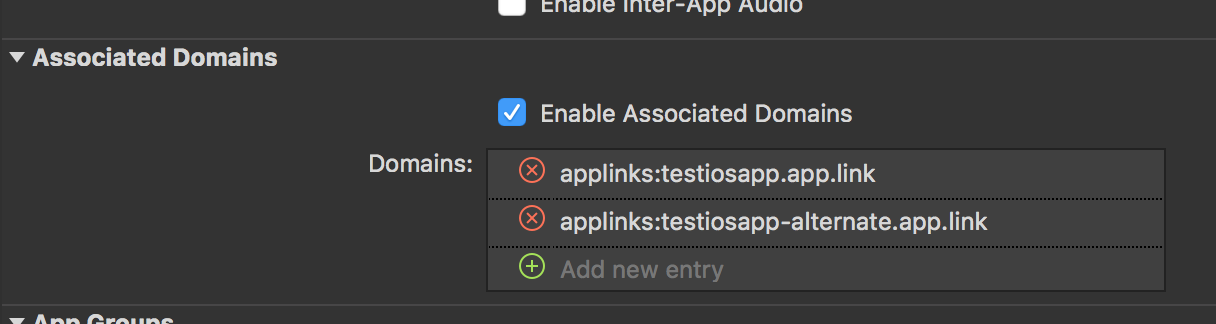 Enable Inter-App Audio
Associated Domains
Enable Associated Domains
Domains:
applinks:testiosapp.app.link
applinks:testiosapp-alternate.app.link
Add new entry
App Groups